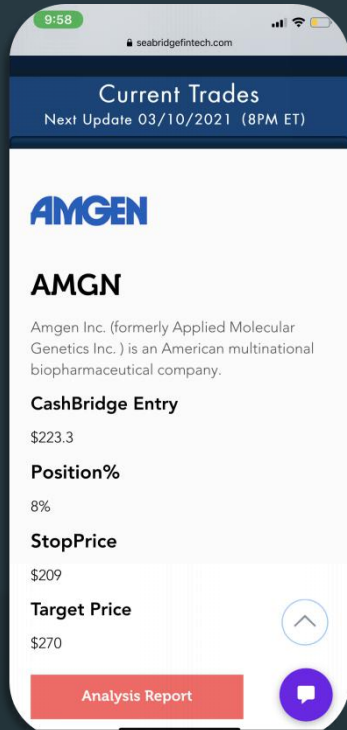 9:58
seabridgefintech.com
Current Trades
Next Update 03/10/2021 (8PM ET)
AMGEN
AMGN
Amgen Inc. (formerly Applied Molecular
Genetics Inc. ) is an American multinational
biopharmaceutical company.
CashBridge Entry
$223.3
Position%
8%
StopPrice
$209
Target Price
$270
Analysis Report